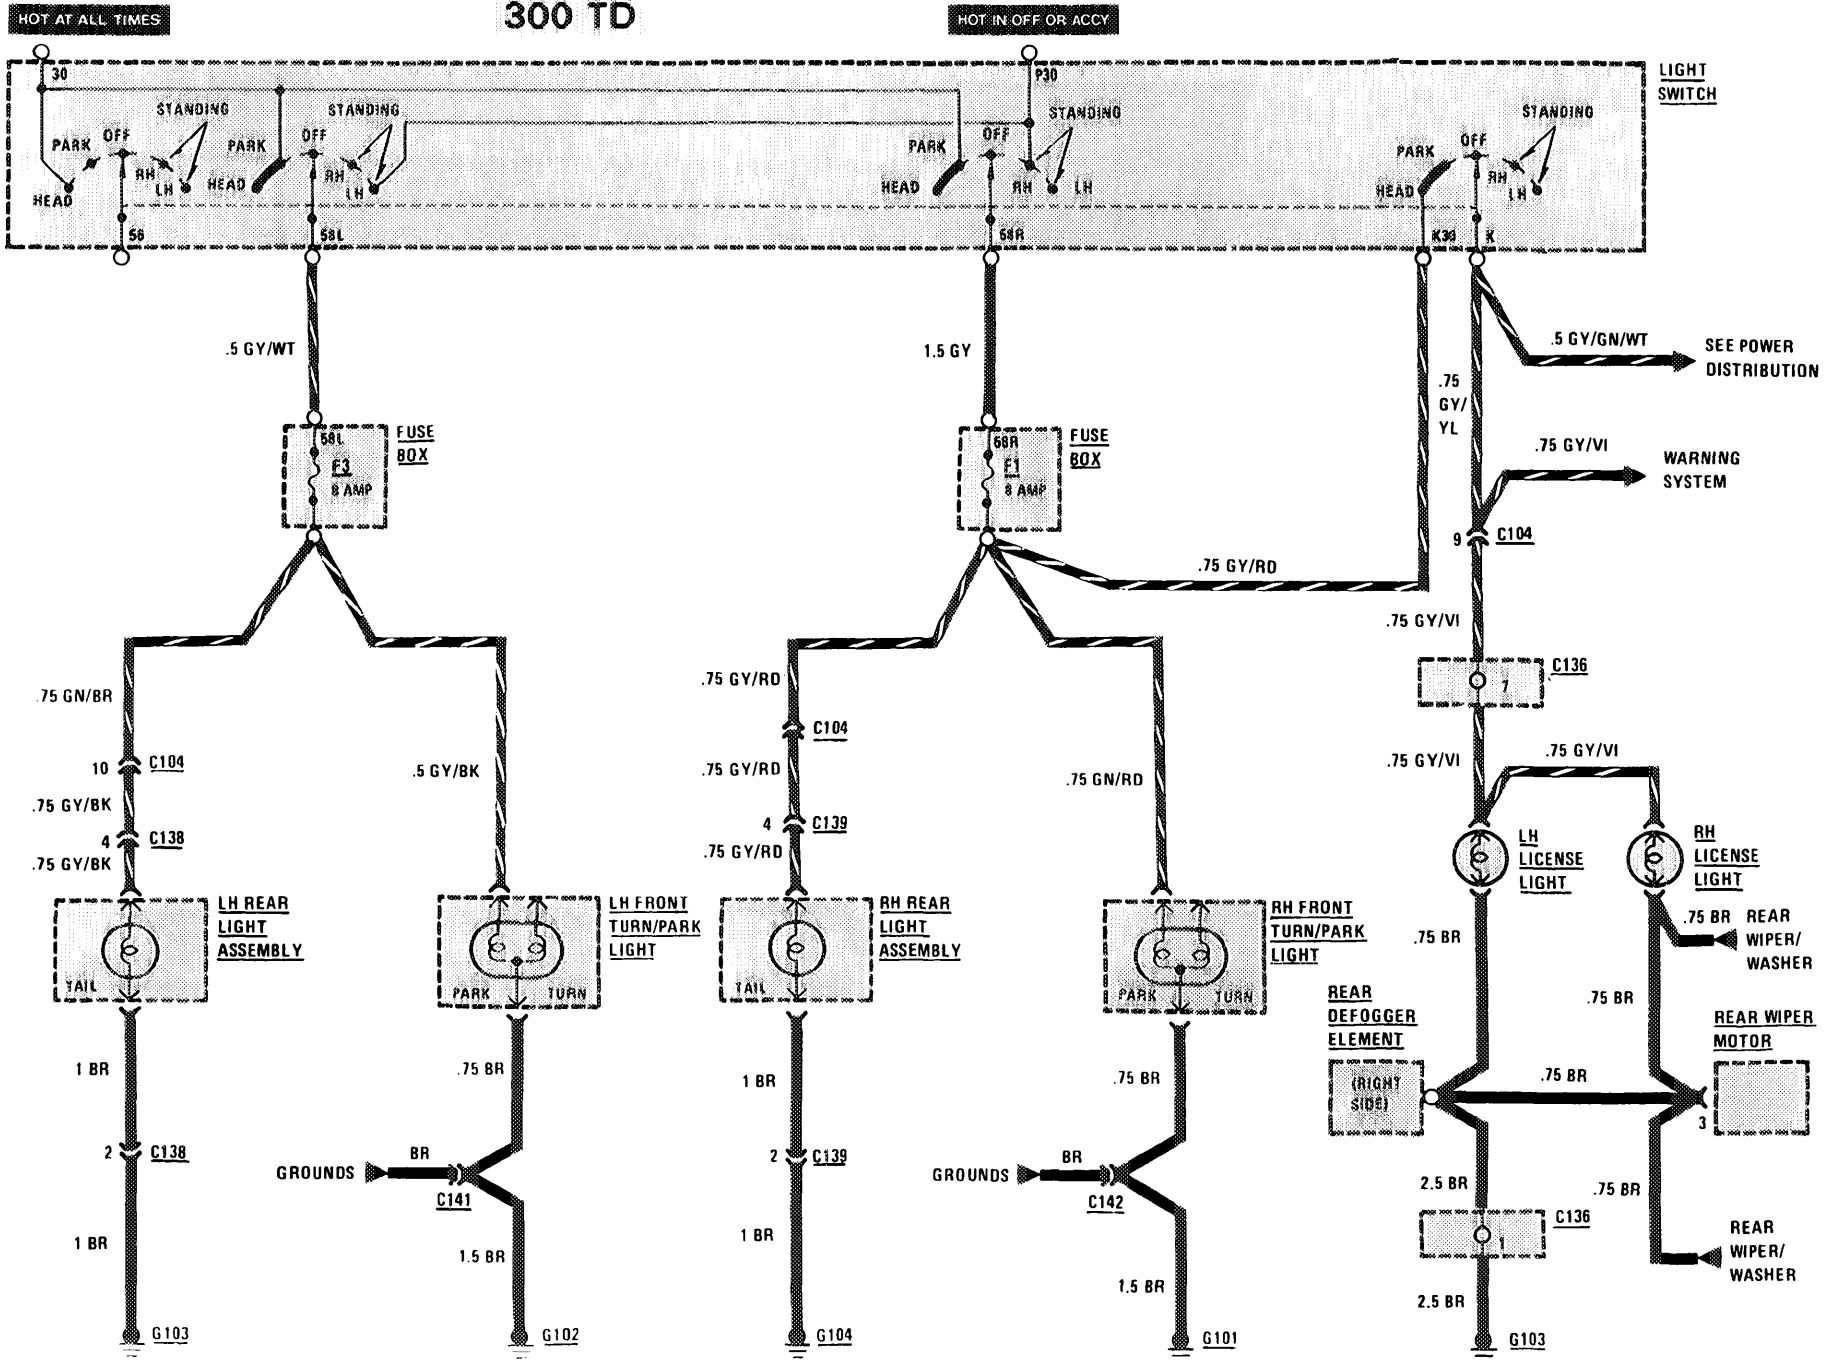 HOT AT ALL TIMES
300 TD
HOT IN OFF OR ACCY
30
P30
LIGHT
SWITCH
STANDING
STANDING
STANDING
STANDING
PARK
OFF
PARK
OFF
PARK
OFF
PARK
OFF
HEAD
RH
LH
HEAD
RH
LH
HEAD
RH
LH
HEAD
RH
LH
56
58L
58R
K30
K
.5 GY/WT
1.5 GY
.75
GY/
YL
.5 GY/GN/WT
SEE POWER
DISTRIBUTION
58L
F3
8 AMP
FUSE
BOX
58R
F1
8 AMP
FUSE
BOX
.75 GY/VI
WARNING
SYSTEM
9
C104
.75 GY/RD
.75 GY/VI
C136
7
.75 GN/BR
10
C104
.75 GY/BK
4
C138
.75 GY/BK
.5 GY/BK
.75 GY/RD
C104
.75 GY/RD
4
C139
.75 GY/RD
.75 GN/RD
.75 GY/VI
.75 GY/VI
LH
LICENSE
LIGHT
RH
LICENSE
LIGHT
TAIL
LH REAR
LIGHT
ASSEMBLY
PARK
TURN
LH FRONT
TURN/PARK
LIGHT
TAIL
RH REAR
LIGHT
ASSEMBLY
PARK
TURN
RH FRONT
TURN/PARK
LIGHT
.75 BR
.75 BR
REAR
WIPER/
WASHER
.75 BR
REAR
DEFOGGER
ELEMENT
(RIGHT
SIDE)
REAR WIPER
MOTOR
3
.75 BR
1 BR
.75 BR
1 BR
.75 BR
2
C138
GROUNDS
BR
C141
2
C139
GROUNDS
BR
C142
2.5 BR
.75 BR
C136
1
1 BR
1.5 BR
1 BR
1.5 BR
2.5 BR
REAR
WIPER/
WASHER
G103
G102
G104
G101
G103